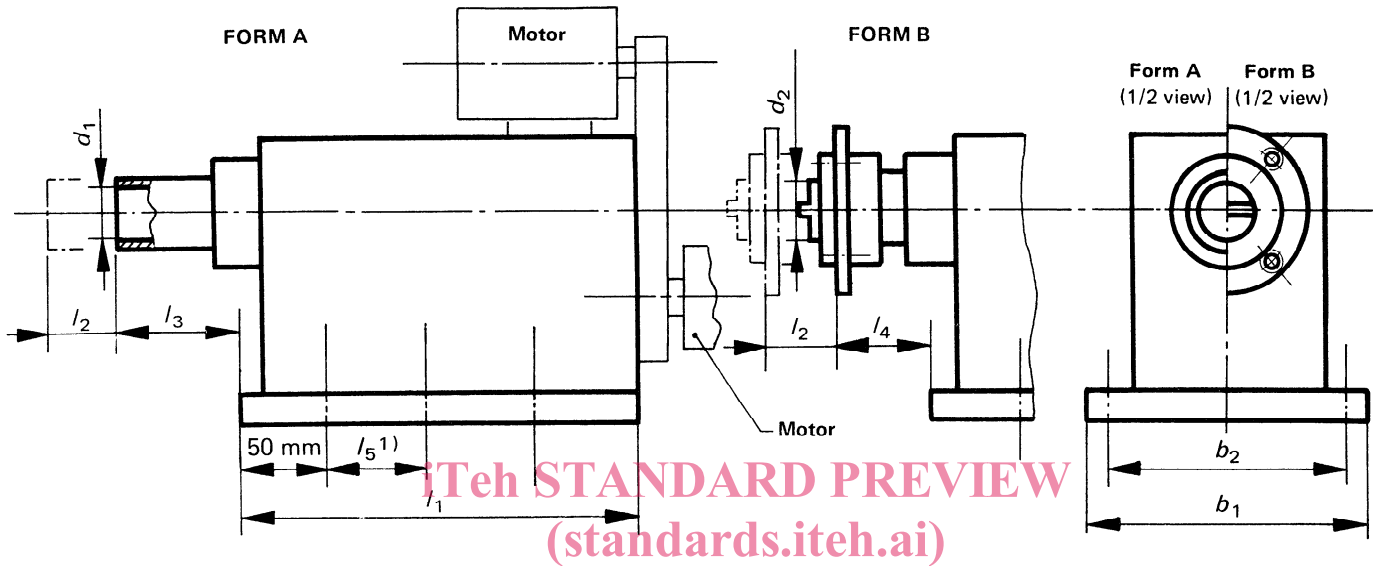 FORM A
Motor
FORM B
Form A
(1/2 view)
Form B
(1/2 view)
d1
d2
l2
l3
l2
l4
Motor
50 mm
l5 1)
l1
b2
b1
iTeh STANDARD PREVIEW
(standards.iteh.ai)